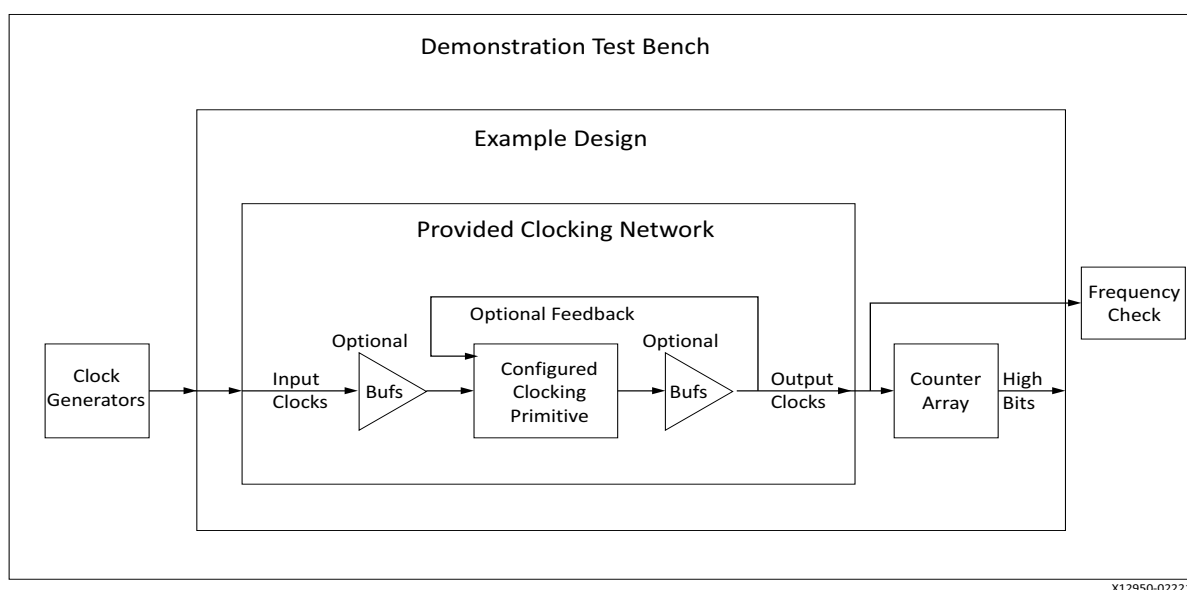 Demonstration Test Bench
Example Design
Provided Clocking Network
Frequency
Check
Optional Feedback
Optional
Optional
Clock
Generators
Input
Clocks
Bufs
Configured
Clocking
Primitive
Bufs
Output
Clocks
Counter
Array
High
Bits